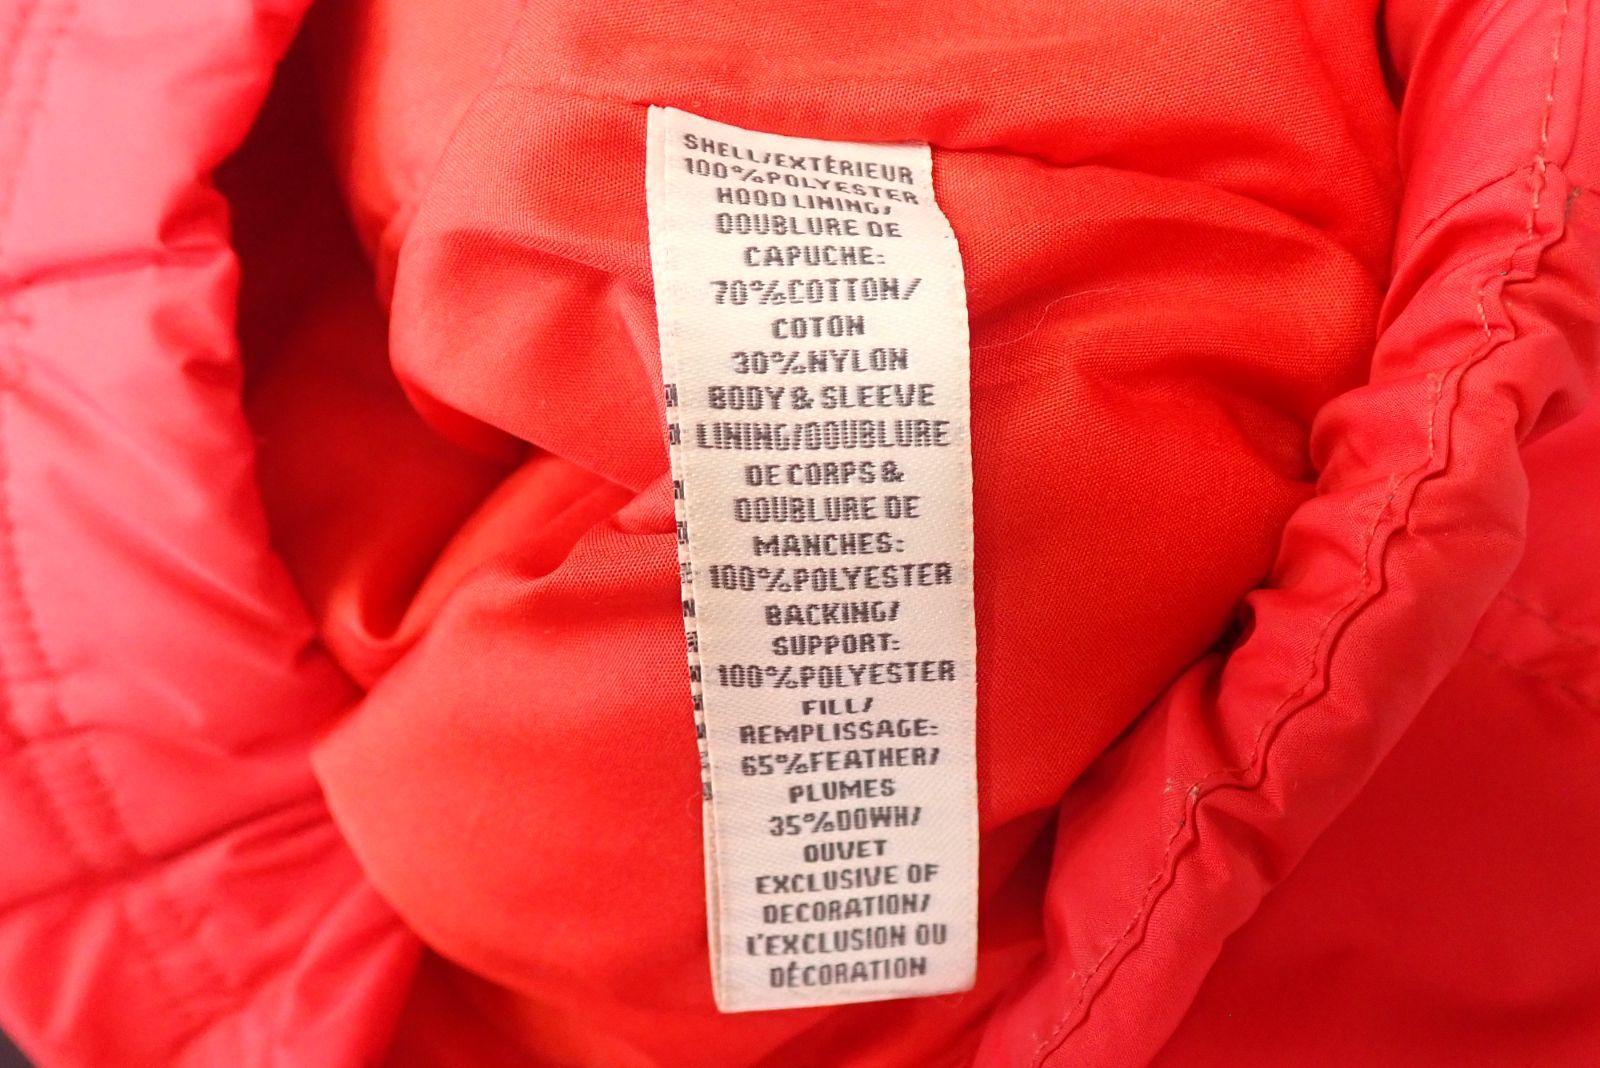 SHELL/EXTÉRIEUR
100%POLYESTER
HOOD LINING/
DOUBLURE DE
CAPUCHE:
70%COTTON/
COTON
30%NYLON
BODY & SLEEVE
LINING/DOUBLURE
DE CORPS &
DOUBLURE DE
MANCHES:
100%POLYESTER
BACKING/
SUPPORT:
100%POLYESTER
FILL/
REMPLISSAGE:
65%FEATHER/
PLUMES
35%DOWN/
OUVET
EXCLUSIVE OF
DECORATION/
L'EXCLUSION OU
DÉCORATION